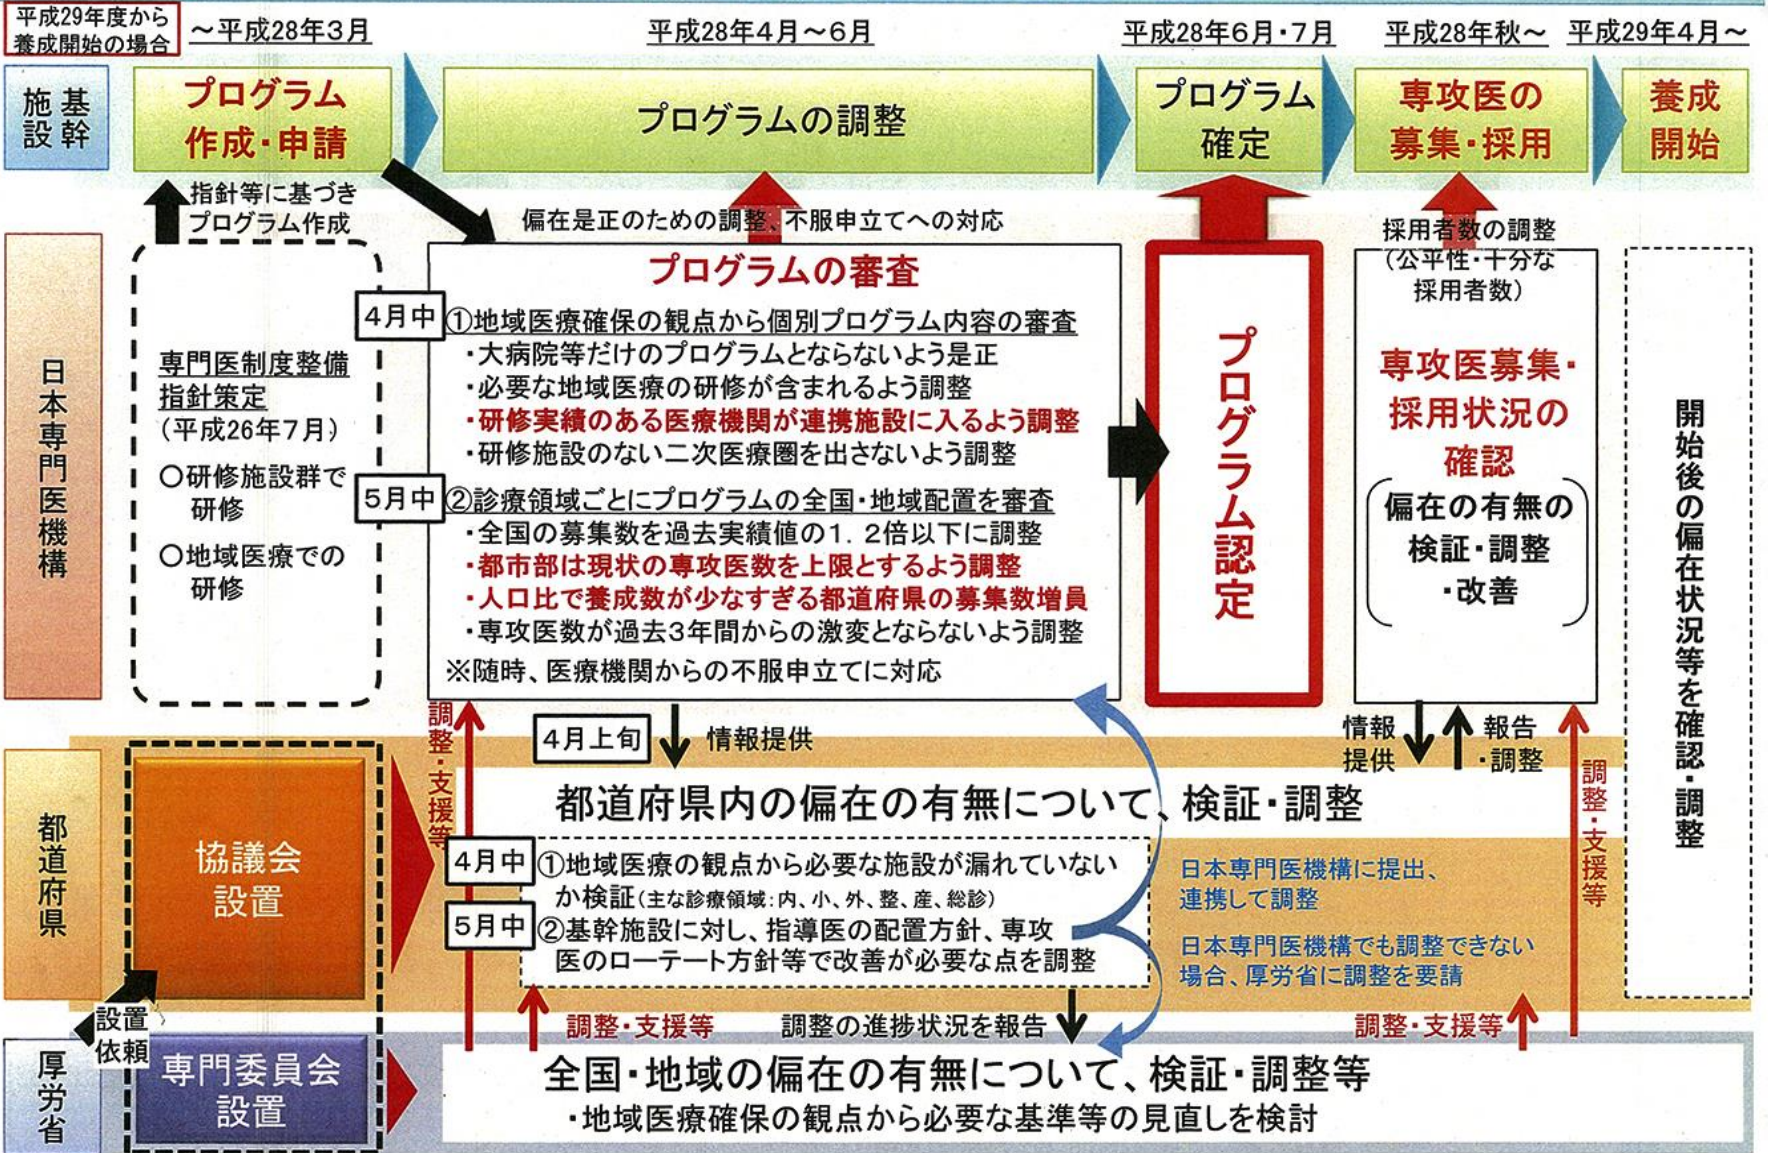 平成29年度から
養成開始の場合
～平成28年3月
平成28年4月～6月
平成28年6月・7月
平成28年秋～
平成29年4月～
基幹
施設
プログラム
作成・申請
プログラムの調整
プログラム
確定
専攻医の
募集・採用
養成
開始
指針等に基づき
プログラム作成
偏在是正のための調整、不服申立てへの対応
採用者数の調整
（公平性・十分な
採用者数）
日本専門医機構
専門医制度整備
指針策定
（平成26年7月）
○研修施設群で
研修
○地域医療での
研修
プログラムの審査
4月中
①地域医療確保の観点から個別プログラム内容の審査
・大病院等だけのプログラムとならないよう是正
・必要な地域医療の研修が含まれるよう調整
・研修実績のある医療機関が連携施設に入るよう調整
・研修施設のない二次医療圏を出さないよう調整
5月中
②診療領域ごとにプログラムの全国・地域配置を審査
・全国の募集数を過去実績値の1．2倍以下に調整
・都市部は現状の専攻医数を上限とするよう調整
・人口比で養成数が少なすぎる都道府県の募集数増員
・専攻医数が過去3年間からの激変とならないよう調整
※随時、医療機関からの不服申立てに対応
プログラム認定
専攻医募集・
採用状況の
確認
偏在の有無の
検証・調整
・改善
開始後の偏在状況等を確認・調整
調整・支援等
4月上旬
情報提供
情報
提供
報告
・調整
調整・支援等
都道府県
協議会
設置
都道府県内の偏在の有無について、検証・調整
4月中
①地域医療の観点から必要な施設が漏れていない
か検証（主な診療領域：内、小、外、整、産、総診）
5月中
②基幹施設に対し、指導医の配置方針、専攻
医のローテート方針等で改善が必要な点を調整
日本専門医機構に提出、
連携して調整
日本専門医機構でも調整できない
場合、厚労省に調整を要請
設置
依頼
調整・支援等
調整の進捗状況を報告
調整・支援等
厚労省
専門委員会
設置
全国・地域の偏在の有無について、検証・調整等
・地域医療確保の観点から必要な基準等の見直しを検討